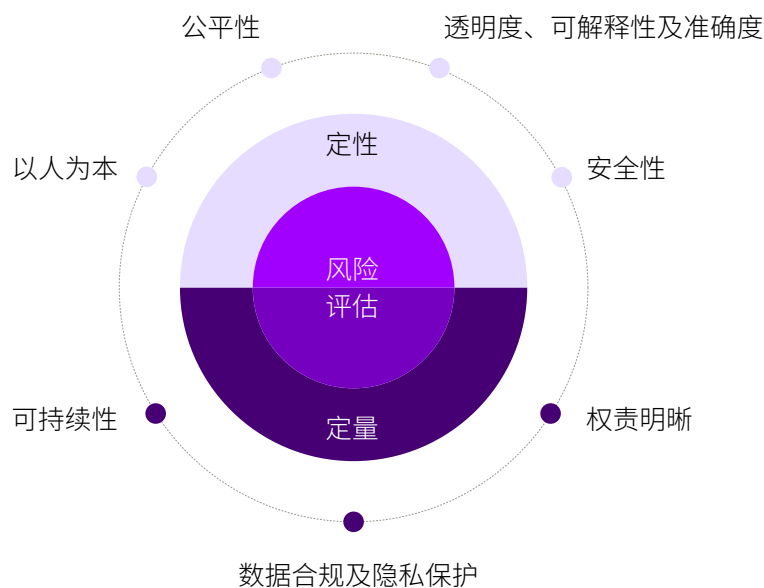 公平性
透明度、可解释性及准确度
定性
以人为本
安全性
风险
评估
可持续性
权责明晰
定量
数据合规及隐私保护